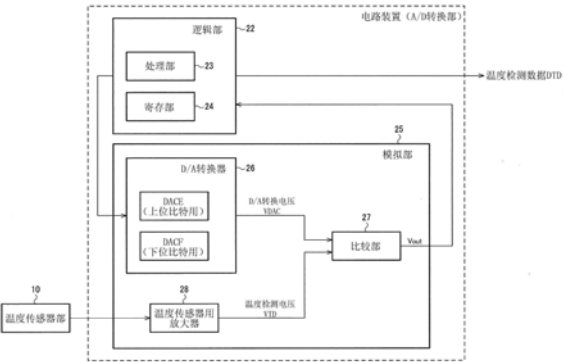 电路装置（A/D转换部）
逻辑部
22
处理部
23
寄存部
24
温度检测数据DTD
25
模拟部
D/A转换器
26
DACE
（上位比特用）
DACF
（下位比特用）
D/A转换电压
VDAC
27
比较部
Vout
10
温度传感器部
28
温度传感器用
放大器
温度检测电压
VTD